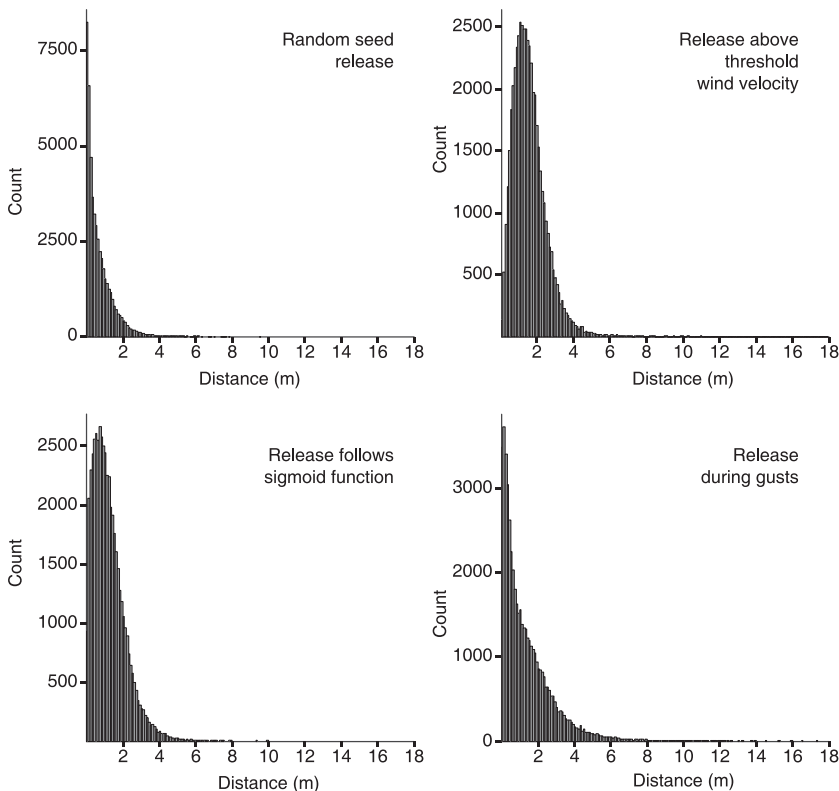 Random seed
release
7500
5000
2500
0
Count
2 4 6 8 10 12 14 16 18
Distance (m)
Release above
threshold
wind velocity
2500
2000
1500
1000
500
Count
2 4 6 8 10 12 14 16 18
Distance (m)
Release follows
sigmoid function
2500
2000
1500
1000
500
Count
2 4 6 8 10 12 14 16 18
Distance (m)
Release
during gusts
3000
2000
1000
0
Count
2 4 6 8 10 12 14 16 18
Distance (m)